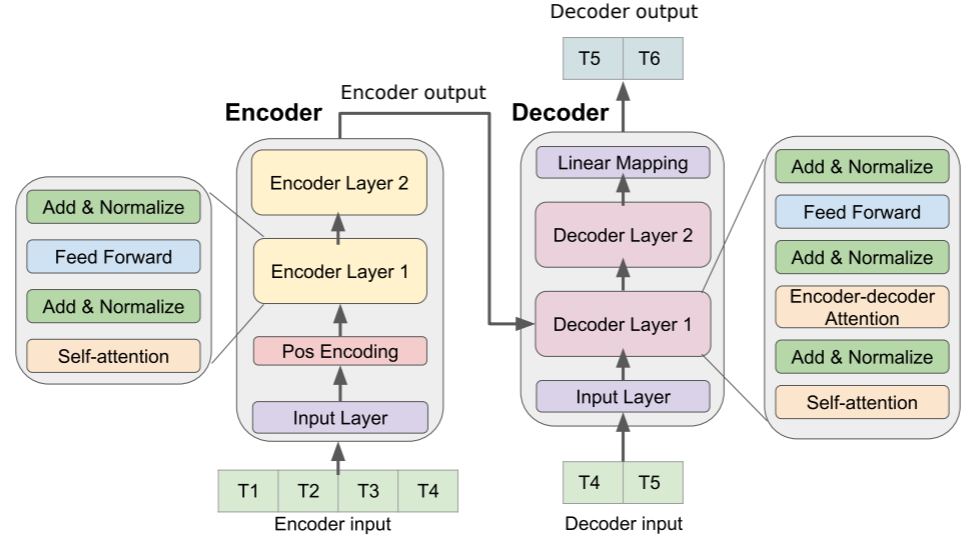 Decoder output
T5 T6
Encoder output
Encoder
Decoder
Encoder Layer 2
Encoder Layer 1
Pos Encoding
Input Layer
T1 T2 T3 T4
Encoder input
Add & Normalize
Feed Forward
Add & Normalize
Self-attention
Linear Mapping
Decoder Layer 2
Decoder Layer 1
Input Layer
T4 T5
Decoder input
Add & Normalize
Feed Forward
Add & Normalize
Encoder-decoder
Attention
Add & Normalize
Self-attention